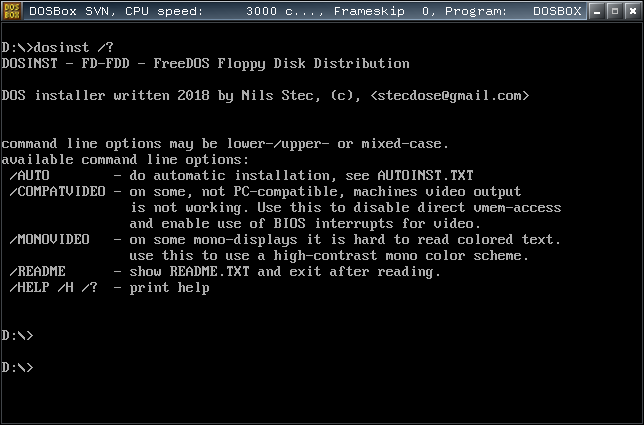 DOS
BOX
DOSBox SVN, CPU speed:     3000 c..., Frameskip  0, Program:   DOSBOX
D:\>dosinst /?
DOSINST - FD-FDD - FreeDOS Floppy Disk Distribution
DOS installer written 2018 by Nils Stec, (c), <stecdose@gmail.com>
command line options may be lower-/upper- or mixed-case.
available command line options:
 /AUTO        - do automatic installation, see AUTOINST.TXT
 /COMPATVIDEO - on some, not PC-compatible, machines video output
                is not working. Use this to disable direct vmem-access
                and enable use of BIOS interrupts for video.
 /MONOVIDEO   - on some mono-displays it is hard to read colored text.
                use this to use a high-contrast mono color scheme.
 /README      - show README.TXT and exit after reading.
 /HELP /H /?  - print help
D:\>
D:\>